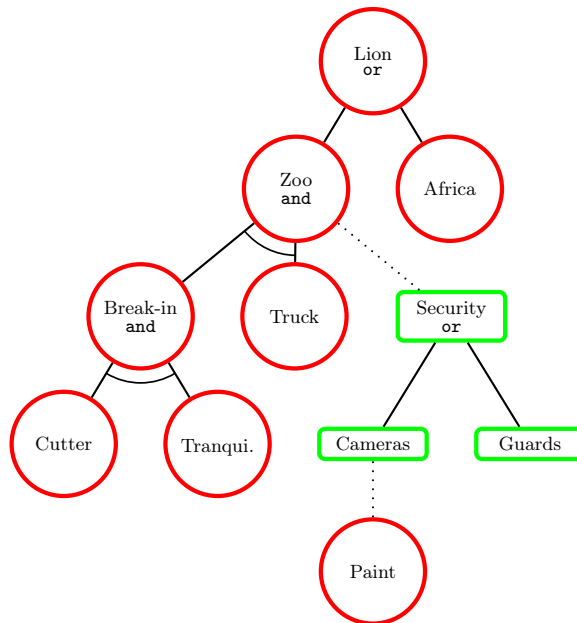 Lion
or
Zoo
and
Africa
Break-in
and
Truck
Security
or
Cutter
Tranqui.
Cameras
Guards
Paint